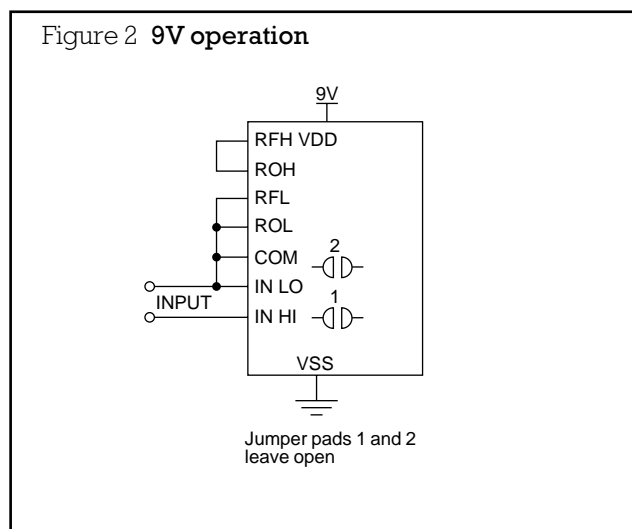 Figure 2 9V operation
9V
RFH VDD
ROH
RFL
ROL
COM
2
IN LO
1
INPUT
IN HI
VSS
Jumper pads 1 and 2
leave open